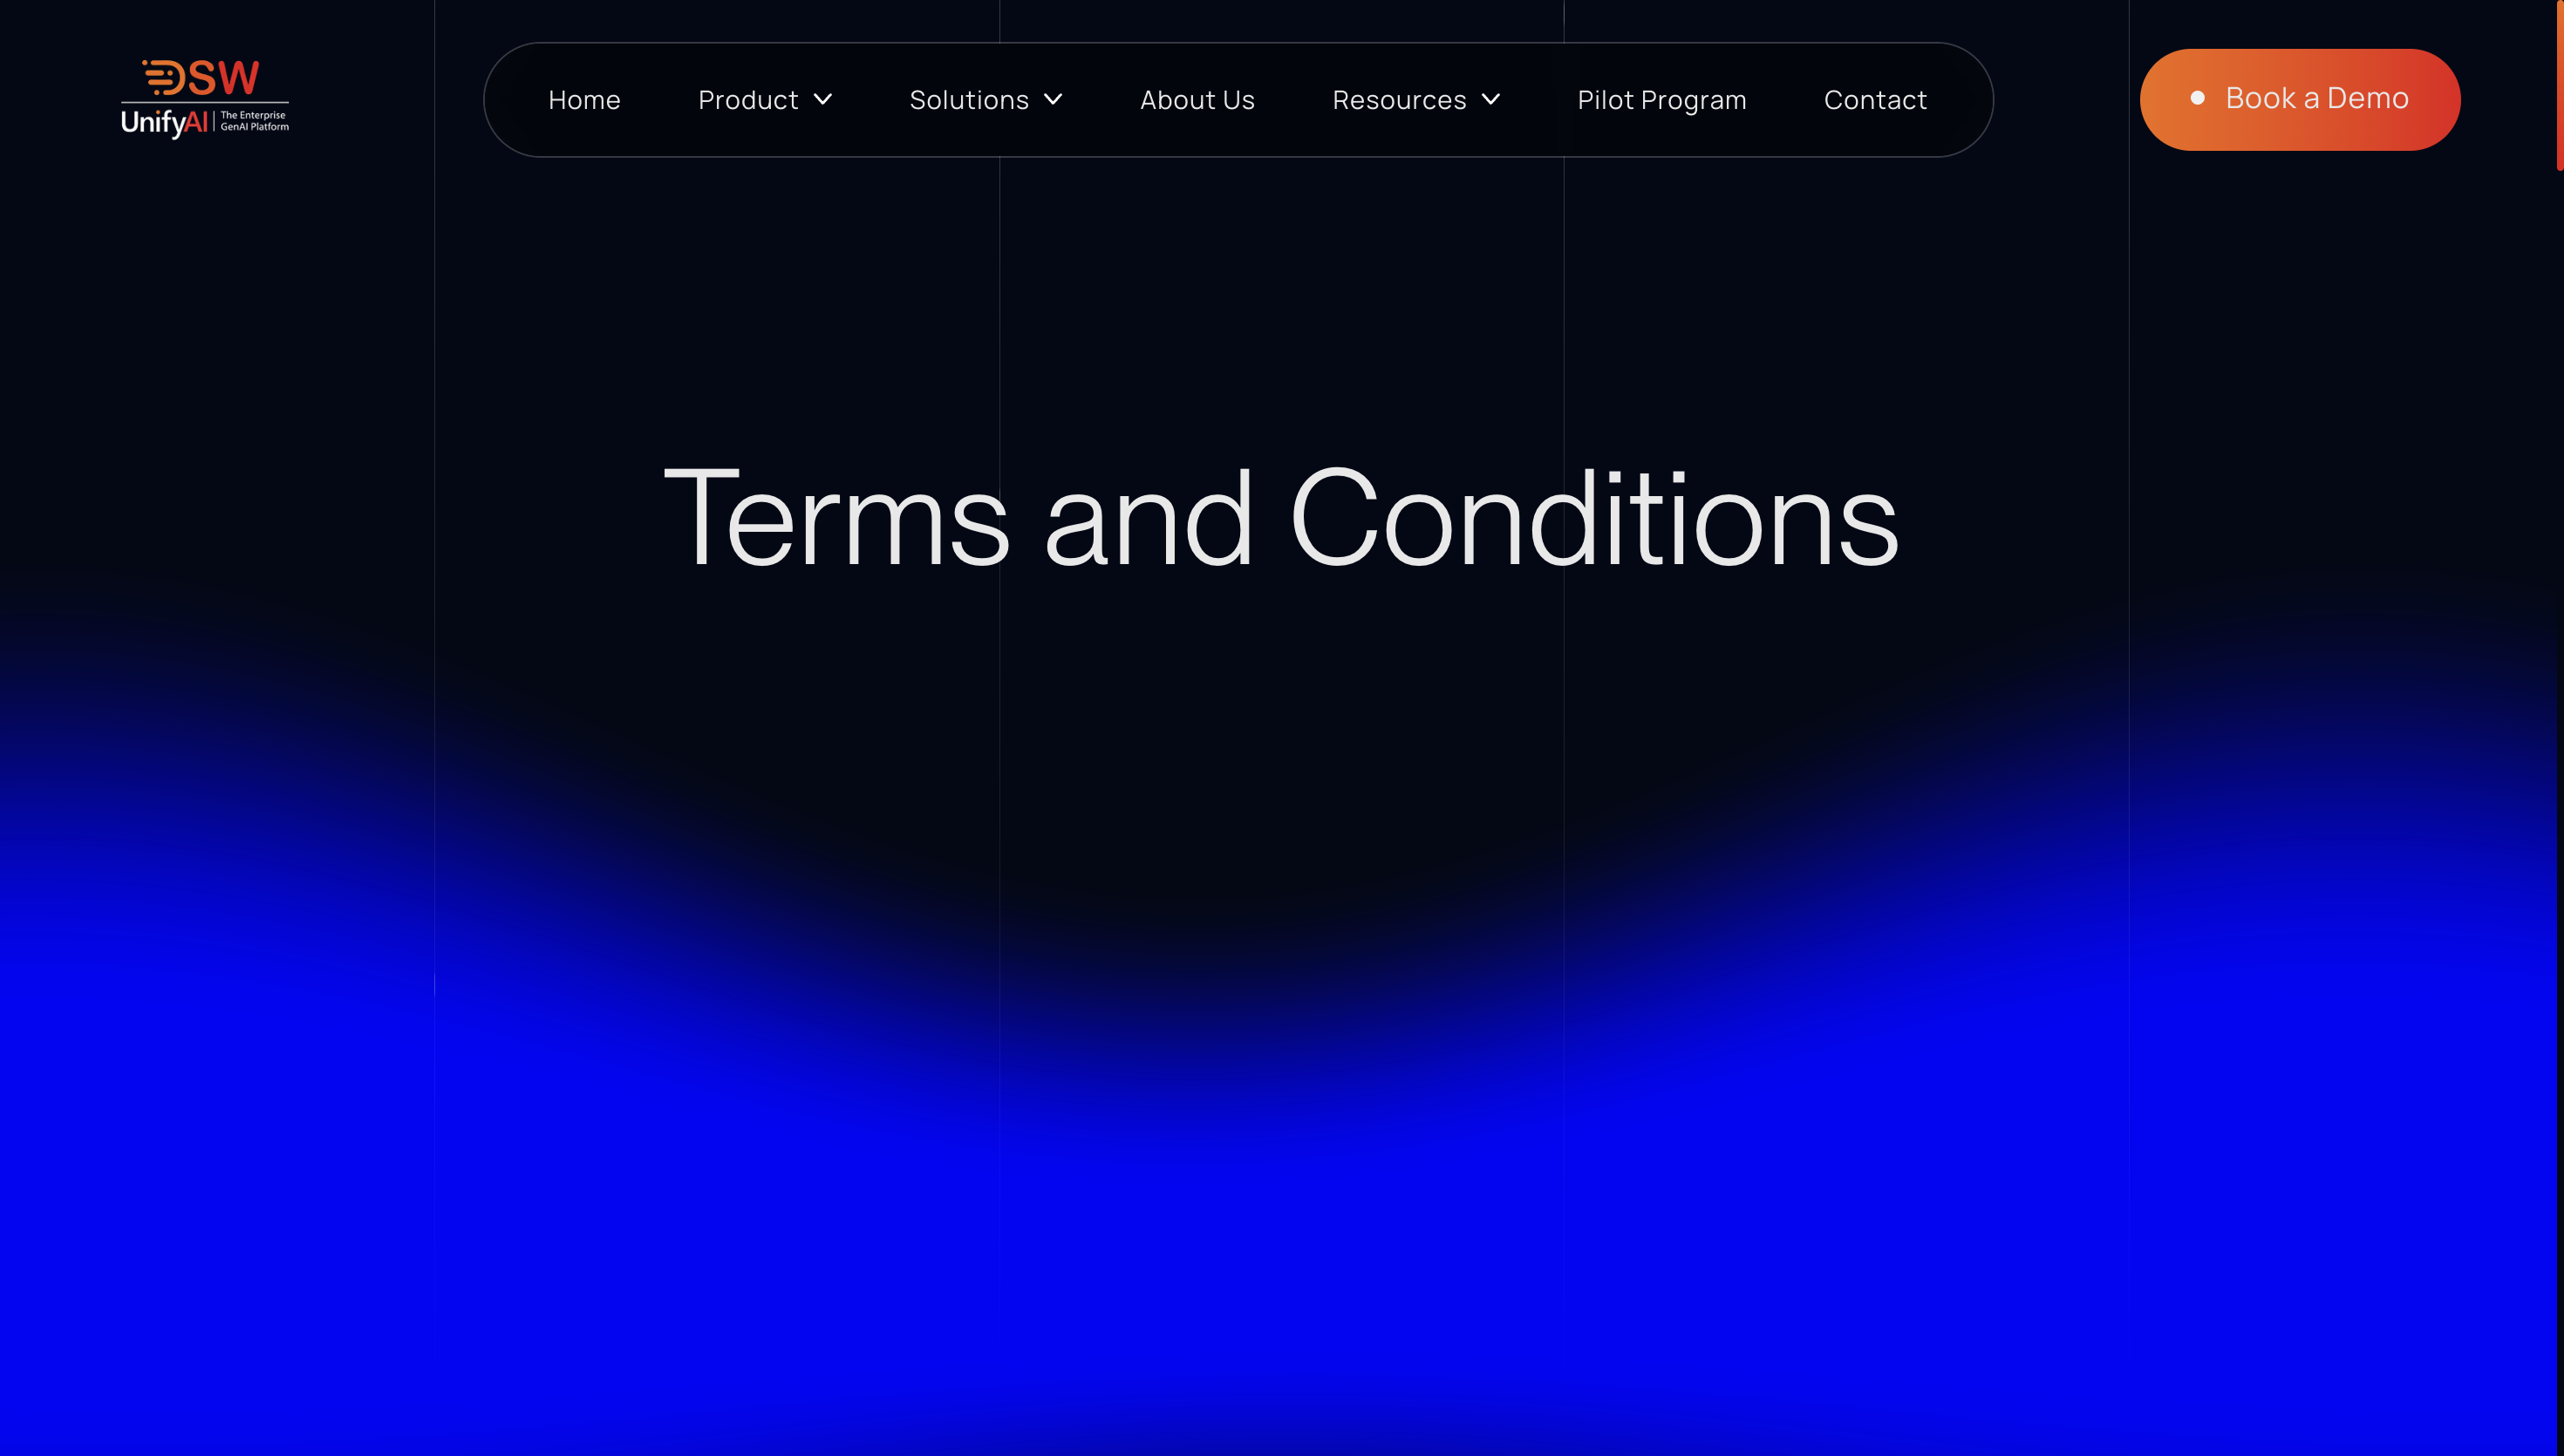 DSW
UnifyAI | The Enterprise
GenAI Platform
Home Product Solutions About Us Resources Pilot Program Contact
Book a Demo
Terms and Conditions